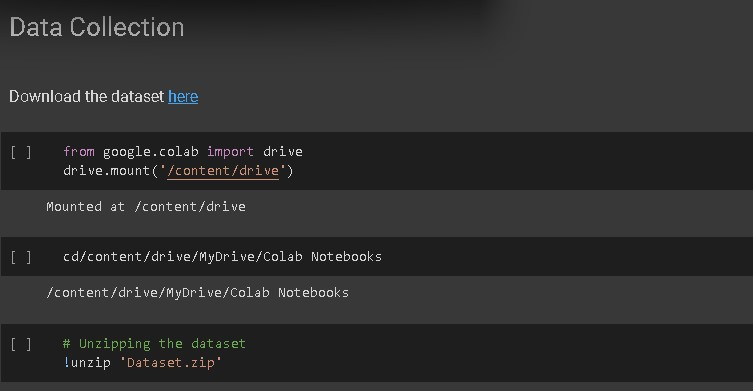 Data Collection
Download the dataset here
[ ] from google.colab import drive
drive.mount('/content/drive')
Mounted at /content/drive
[ ] cd/content/drive/MyDrive/Colab Notebooks
/content/drive/MyDrive/Colab Notebooks
[ ] # Unzipping the dataset
!unzip 'Dataset.zip'